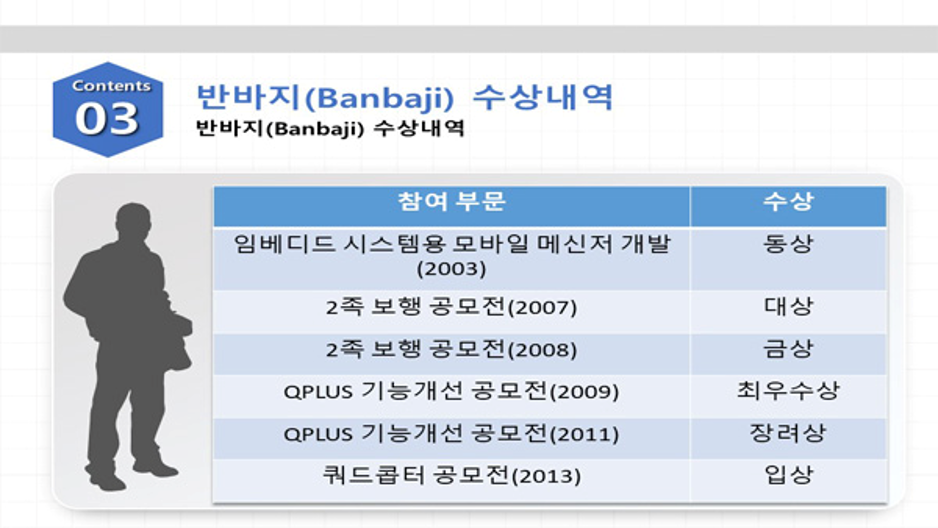 Contents
03
반바지(Banbaji) 수상내역
반바지(Banbaji) 수상내역
참여 부문 수상
임베디드 시스템용 모바일 메신저 개발 동상
(2003)
2족 보행 공모전(2007) 대상
2족 보행 공모전(2008) 금상
QPLUS 기능개선 공모전(2009) 최우수상
QPLUS 기능개선 공모전(2011) 장려상
쿼드콥터 공모전(2013) 입상